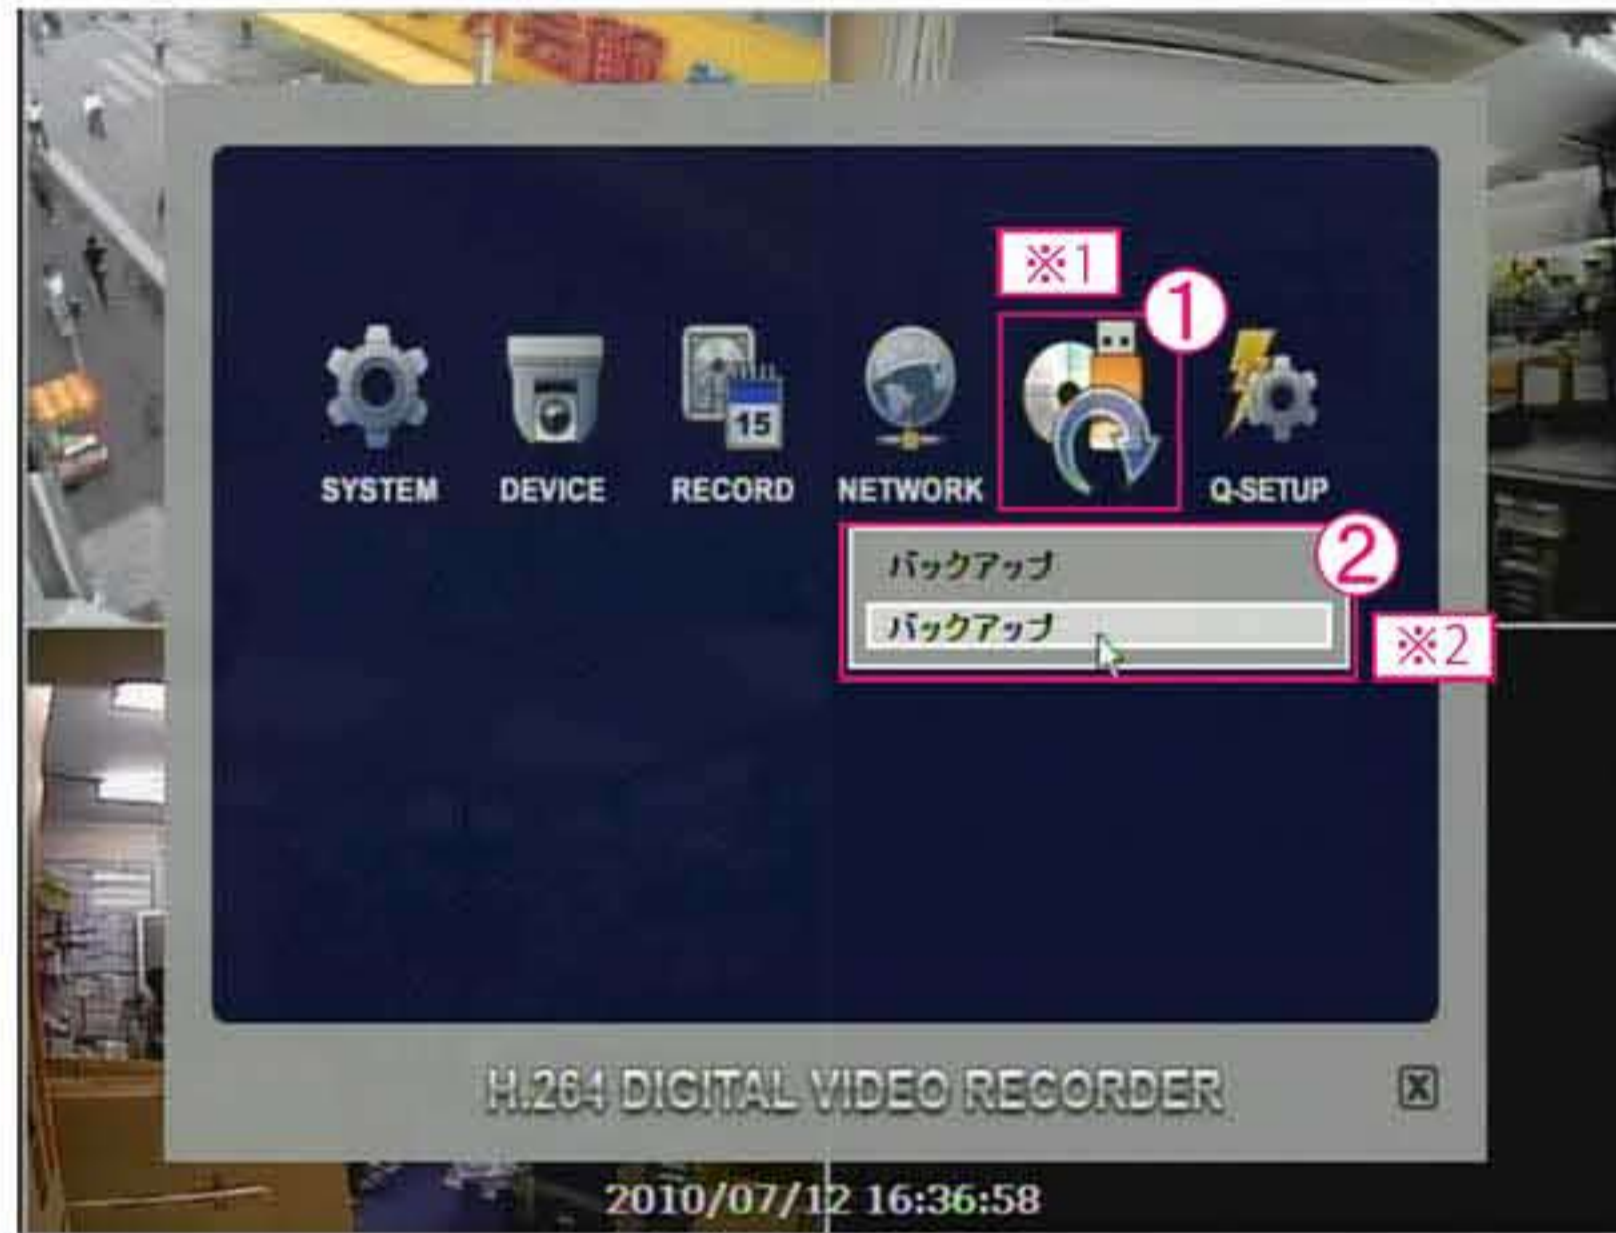 ※1
①
15
SYSTEM
DEVICE
RECORD
NETWORK
Q-SETUP
バックアップ
②
バックアップ
※2
H.264 DIGITAL VIDEO RECORDER
X
2010/07/12 16:36:58